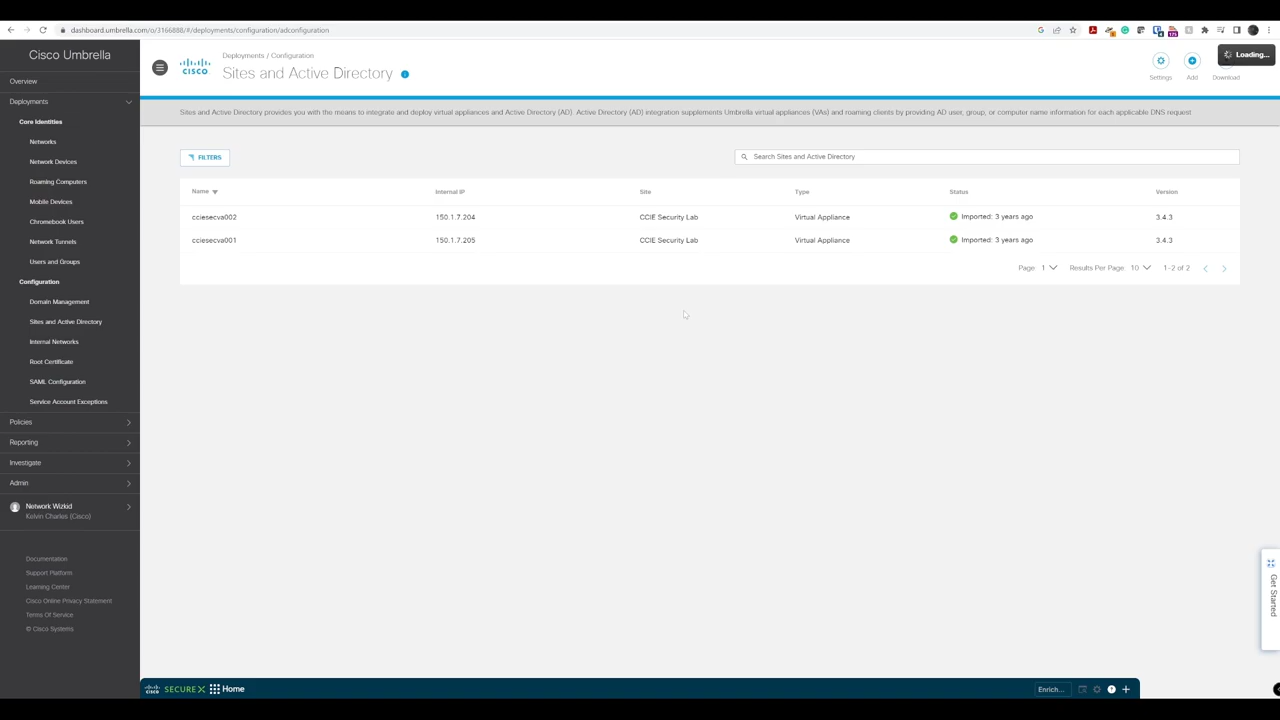 dashboard.umbrella.com/o/3166888/#/deployments/configuration/adconfiguration
Cisco Umbrella
Overview
Deployments
Core Identities
Networks
Network Devices
Roaming Computers
Mobile Devices
Chromebook Users
Network Tunnels
Users and Groups
Configuration
Domain Management
Sites and Active Directory
Internal Networks
Root Certificate
SAML Configuration
Service Account Exceptions
Policies
Reporting
Investigate
Admin
Network Wizkid
Kelvin Charles (Cisco)
Documentation
Support Platform
Learning Center
Cisco Online Privacy Statement
Terms Of Service
© Cisco Systems
CISCO
Deployments / Configuration
Sites and Active Directory
Settings
Add
Download
Loading...
Sites and Active Directory provides you with the means to integrate and deploy virtual appliances and Active Directory (AD). Active Directory (AD) integration supplements Umbrella virtual appliances (VAs) and roaming clients by providing AD user, group, or computer name information for each applicable DNS request
FILTERS
Search Sites and Active Directory
Name Internal IP Site Type Status Version
cciesecva002 150.1.7.204 CCIE Security Lab Virtual Appliance Imported: 3 years ago 3.4.3
cciesecva001 150.1.7.205 CCIE Security Lab Virtual Appliance Imported: 3 years ago 3.4.3
Page 1 Results Per Page 10 1-2 of 2
Get Started
CISCO SECURE X Home
Enrich...